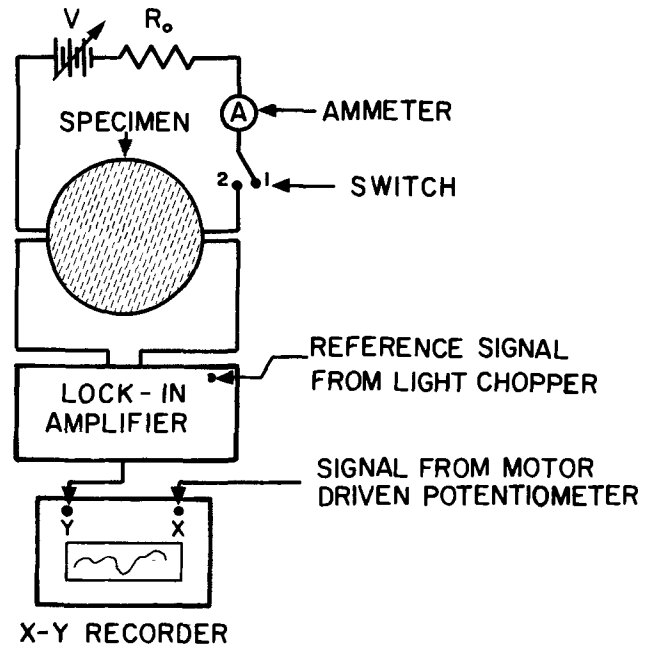 V
R₀
A
AMMETER
SPECIMEN
2
1
SWITCH
REFERENCE SIGNAL
FROM LIGHT CHOPPER
LOCK-IN
AMPLIFIER
SIGNAL FROM MOTOR
DRIVEN POTENTIOMETER
Y
X
X-Y RECORDER